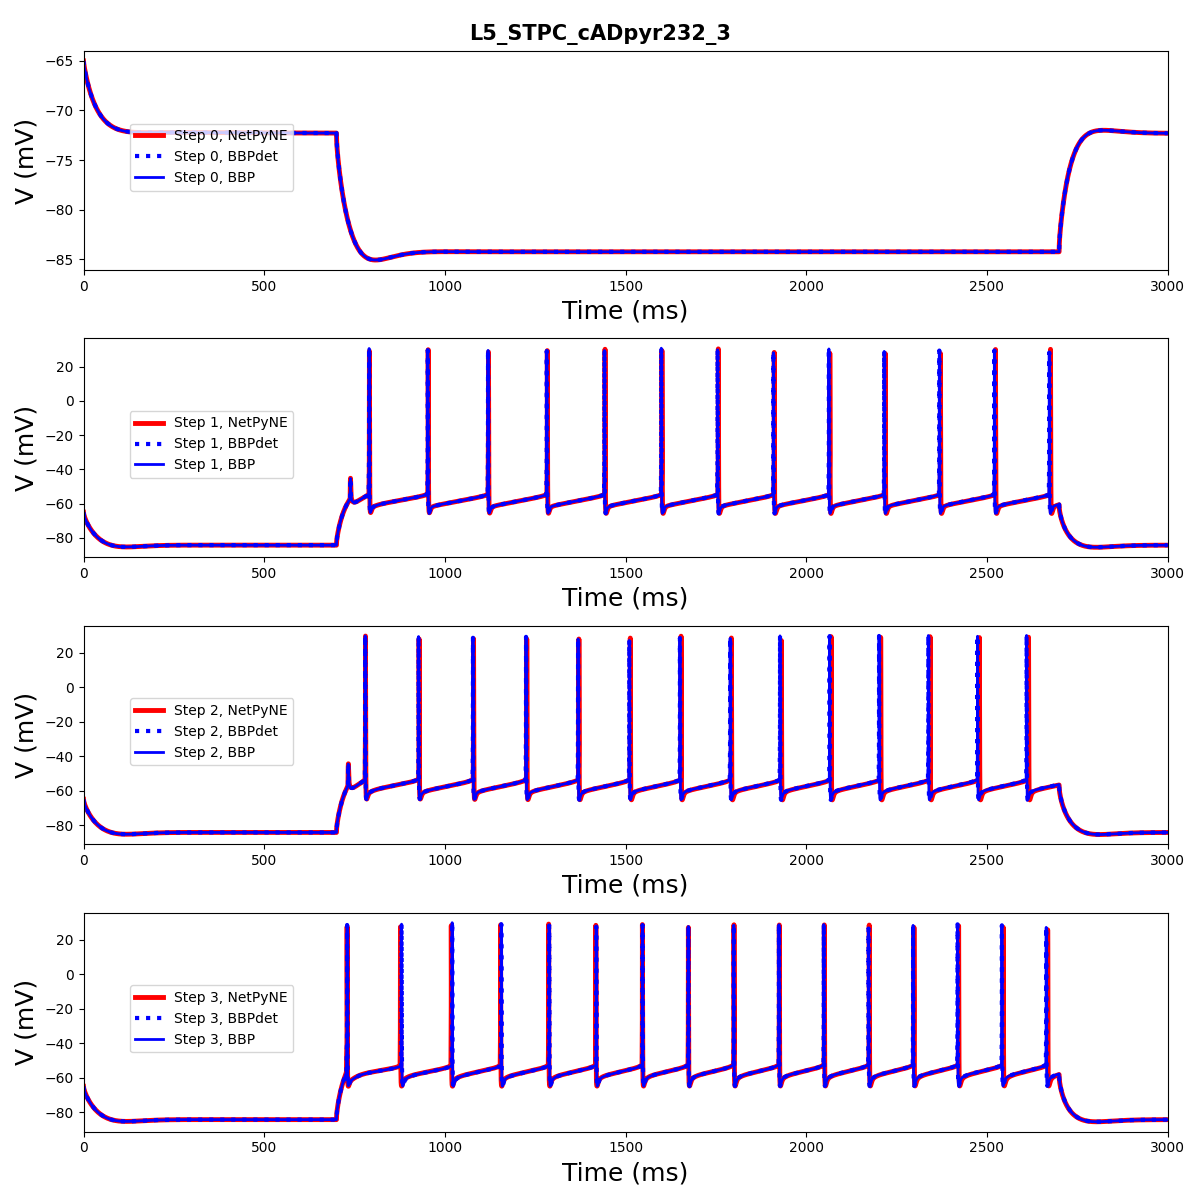 L5_STPC_cADpyr232_3
−65
−70
−75
−80
−85
V (mV)
Step 0, NetPyNE
Step 0, BBPdet
Step 0, BBP
0 500 1000 1500 2000 2500 3000
Time (ms)
20
0
−20
−40
−60
−80
V (mV)
Step 1, NetPyNE
Step 1, BBPdet
Step 1, BBP
0 500 1000 1500 2000 2500 3000
Time (ms)
20
0
−20
−40
−60
−80
V (mV)
Step 2, NetPyNE
Step 2, BBPdet
Step 2, BBP
0 500 1000 1500 2000 2500 3000
Time (ms)
20
0
−20
−40
−60
−80
V (mV)
Step 3, NetPyNE
Step 3, BBPdet
Step 3, BBP
0 500 1000 1500 2000 2500 3000
Time (ms)